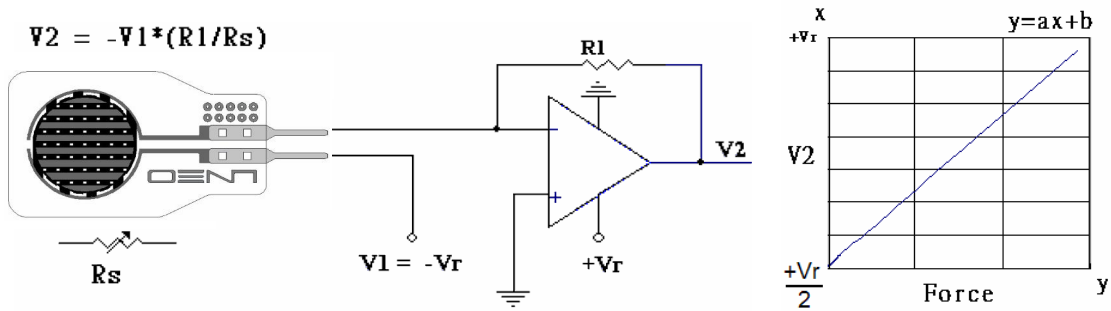 V2 = -V1*(R1/Rs)
Rs
V1 = -Vr
R1
−
+
V2
+Vr
x
y=ax+b
+Vr
V2
+Vr
2
Force
y